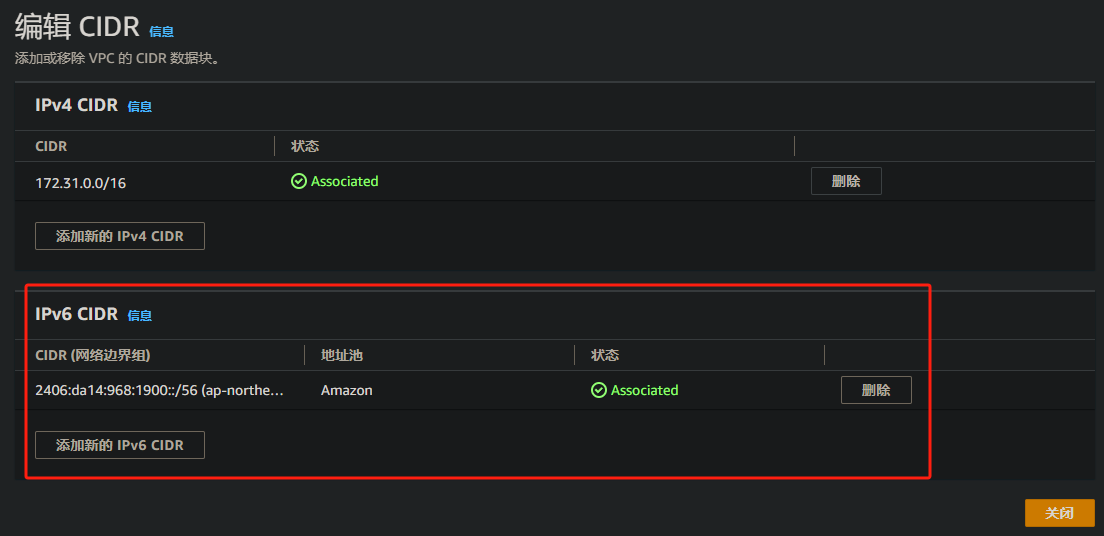 编辑 CIDR 信息
添加或移除 VPC 的 CIDR 数据块。
IPv4 CIDR 信息
CIDR 状态
172.31.0.0/16 Associated 删除
添加新的 IPv4 CIDR
IPv6 CIDR 信息
CIDR (网络边界组) 地址池 状态
2406:da14:968:1900::/56 (ap-northe… Amazon Associated 删除
添加新的 IPv6 CIDR
关闭